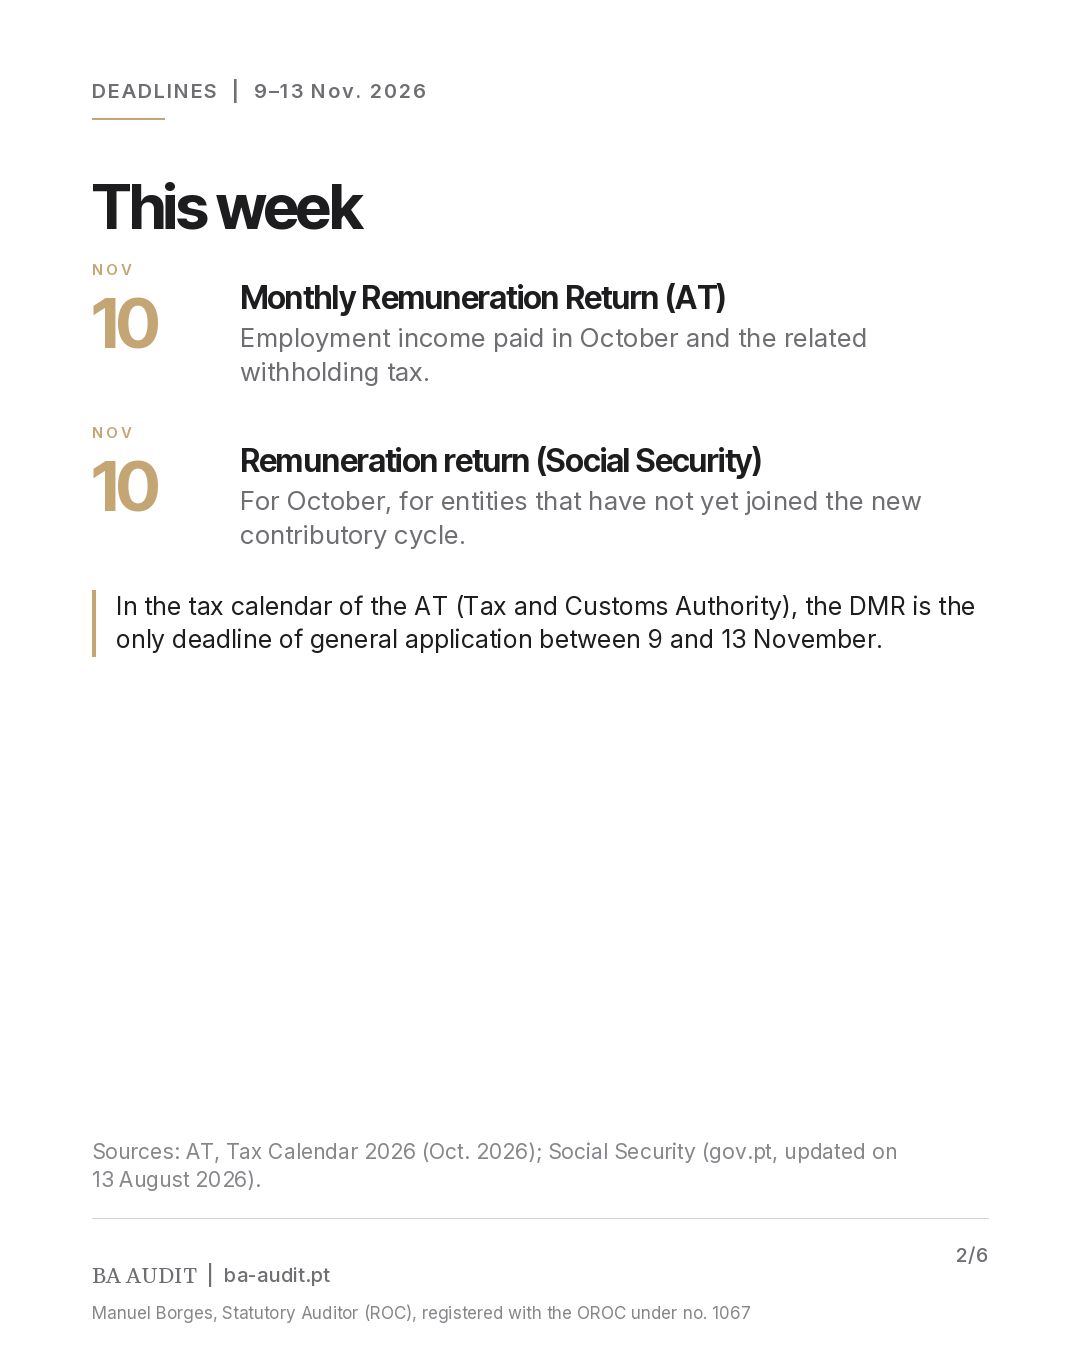 DEADLINES | 9–13 Nov. 2026
This week
NOV
10
Monthly Remuneration Return (AT)
Employment income paid in October and the related
withholding tax.
NOV
10
Remuneration return (Social Security)
For October, for entities that have not yet joined the new
contributory cycle.
In the tax calendar of the AT (Tax and Customs Authority), the DMR is the
only deadline of general application between 9 and 13 November.
Sources: AT, Tax Calendar 2026 (Oct. 2026); Social Security (gov.pt, updated on
13 August 2026).
2/6
BA AUDIT | ba-audit.pt
Manuel Borges, Statutory Auditor (ROC), registered with the OROC under no. 1067